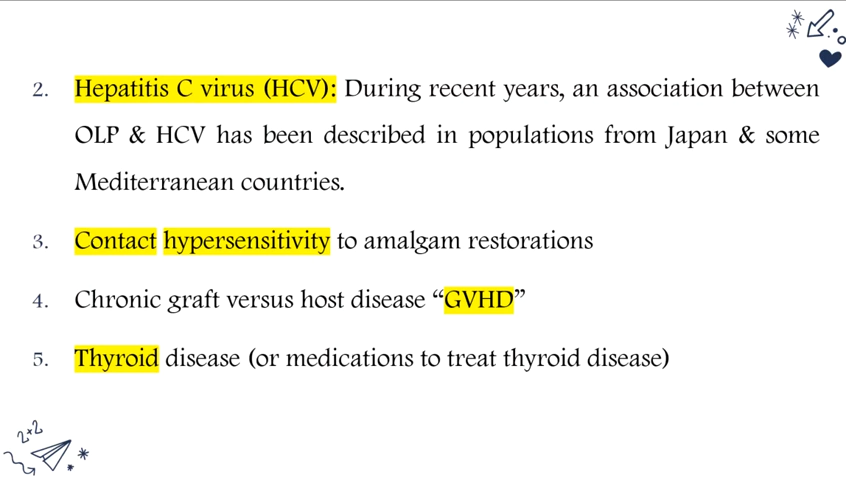 2. Hepatitis C virus (HCV): During recent years, an association between
OLP & HCV has been described in populations from Japan & some
Mediterranean countries.
3. Contact hypersensitivity to amalgam restorations
4. Chronic graft versus host disease “GVHD”
5. Thyroid disease (or medications to treat thyroid disease)
2×2